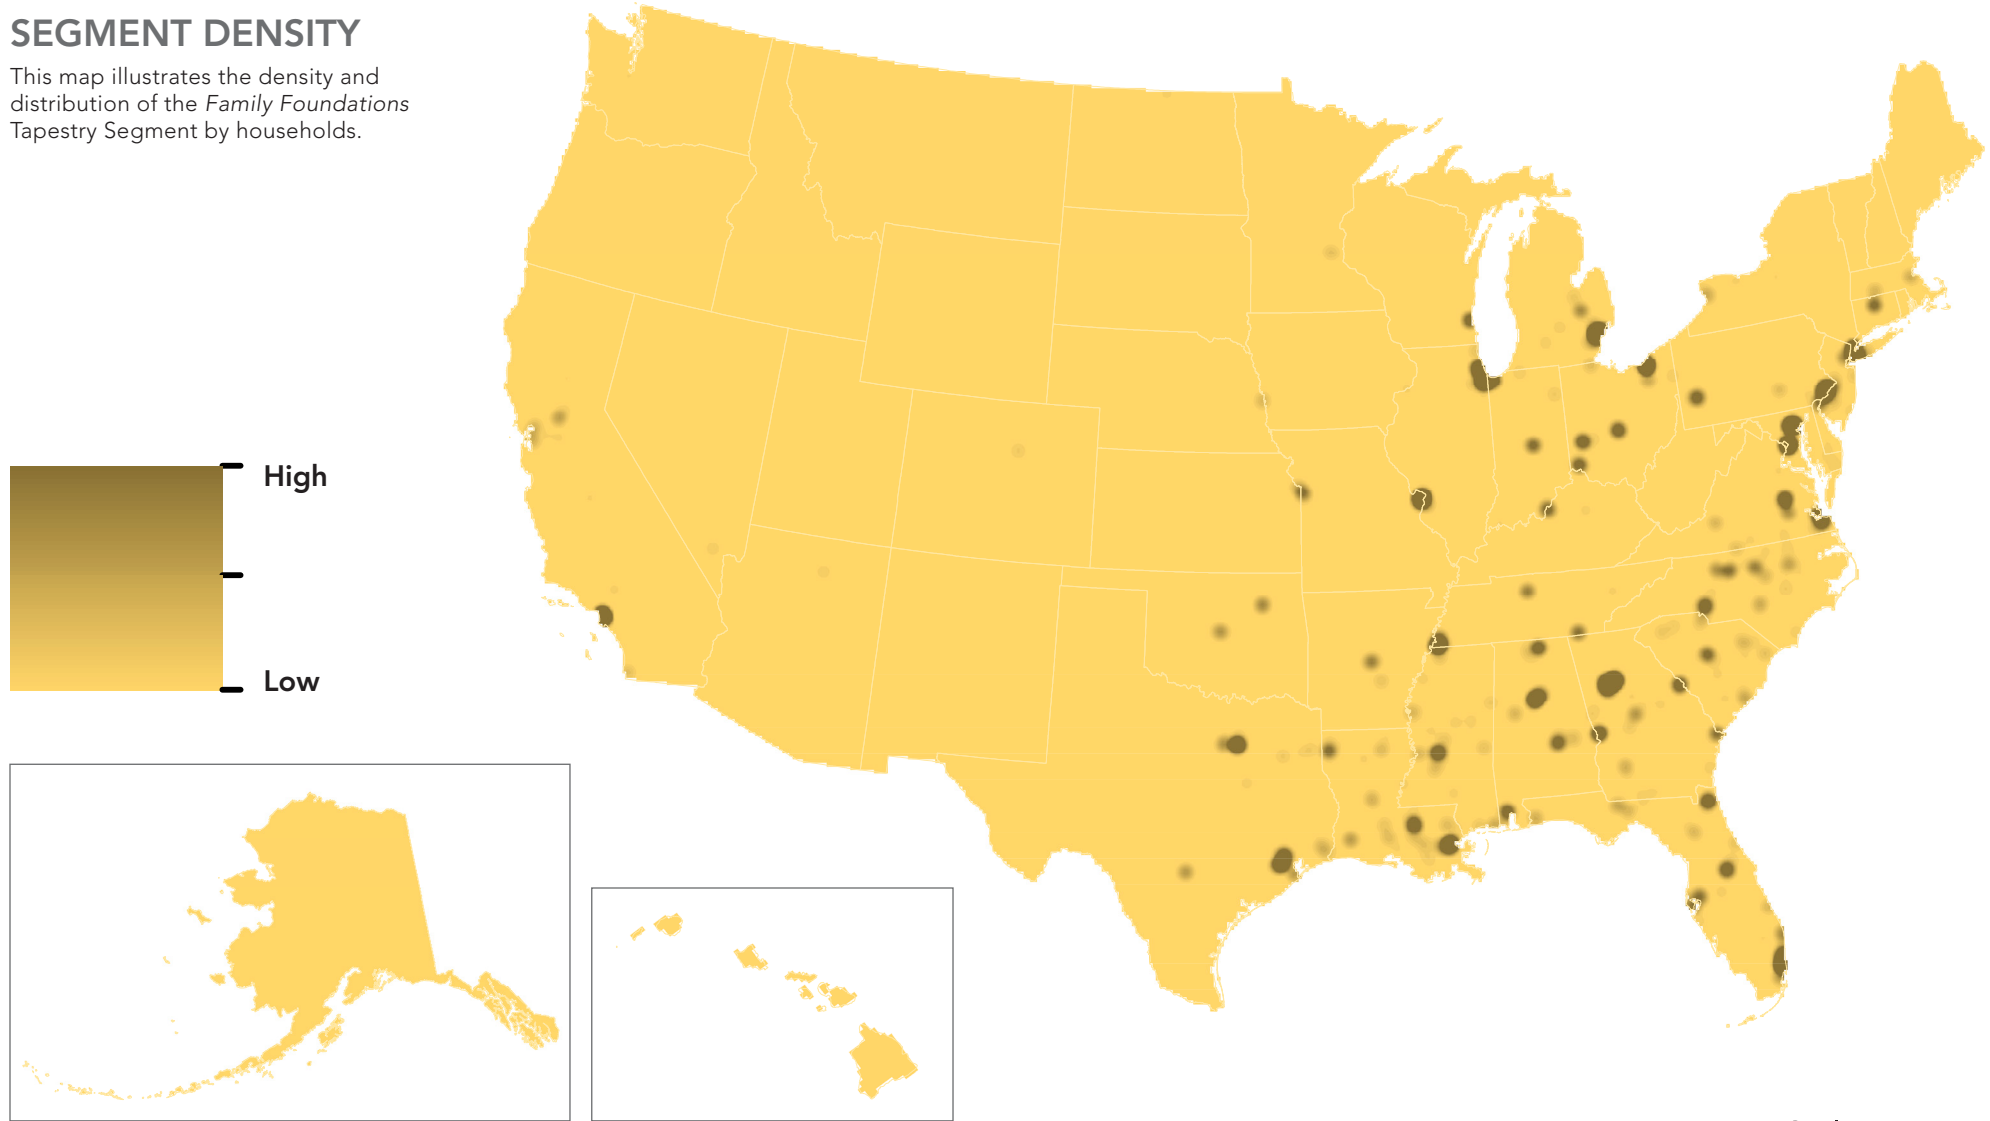 SEGMENT DENSITY
This map illustrates the density and
distribution of the Family Foundations
Tapestry Segment by households.
High
Low